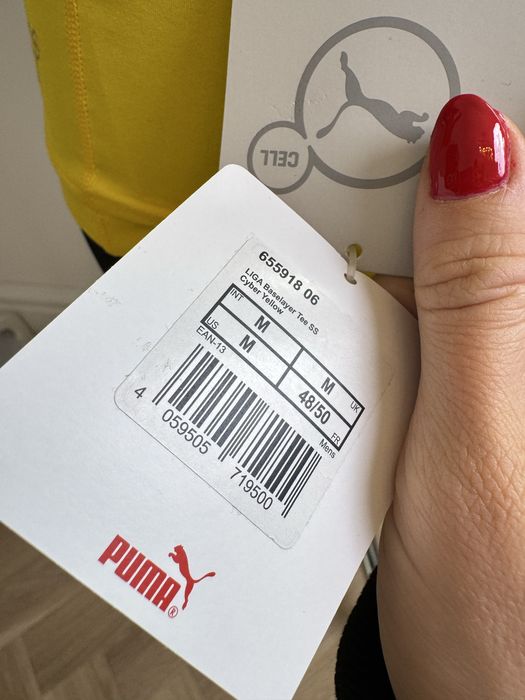 CELL
655918 06
LIGA Baselayer Tee SS
Cyber Yellow
INT M M UK
US M 48/50 FR
EAN-13 Mens
4 059505 719500
PUMA®